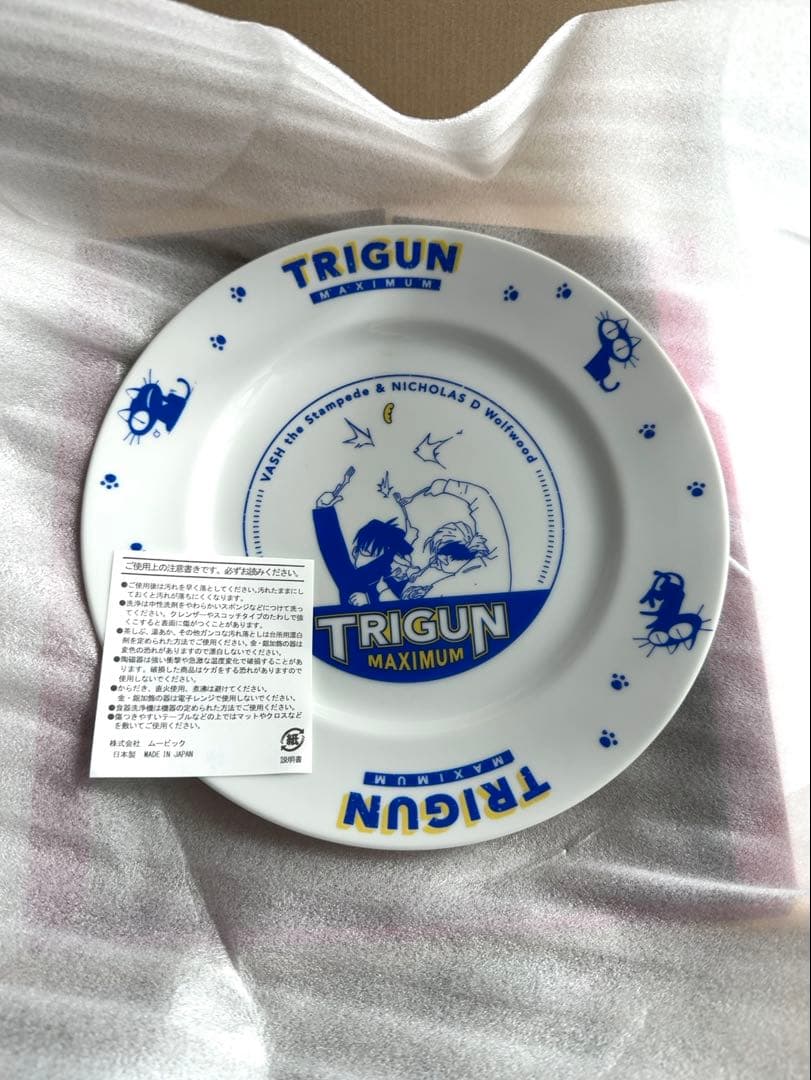 TRIGUN
MAXIMUM
VASH the Stampede & NICHOLAS D Wolfwood
TRIGUN
MAXIMUM
ご使用上の注意書きです。必ずお読みください。
●ご使用後は汚れを早く落としてください。汚れたままにし
ておくと汚れが落ちにくくなります。
●洗浄は中性洗剤をやわらかいスポンジなどにつけて洗っ
てください。クレンザーやスコッチタイプのたわしで強
くこすると表面に傷がつくことがあります。
●茶しぶ、湯あか、その他ガンコな汚れ落としは台所用漂白
剤を定められた方法でご使用ください。金・銀加飾の器は
変色の恐れがありますので漂白しないでください。
●陶磁器は強い衝撃や急激な温度変化で破損することがあ
ります。破損した商品はケガをする恐れがありますので
使用しないでください。
●からだき、直火使用、煮沸は避けてください。
金・銀加飾の器は電子レンジで使用しないでください。
●食器洗浄機は機器の定められた方法でご使用ください。
●傷つきやすいテーブルなどの上ではマットやクロスなど
を敷いてご使用ください。
株式会社 ムービック
日本製 MADE IN JAPAN
紙
説明書
MAXIMUM
TRIGUN